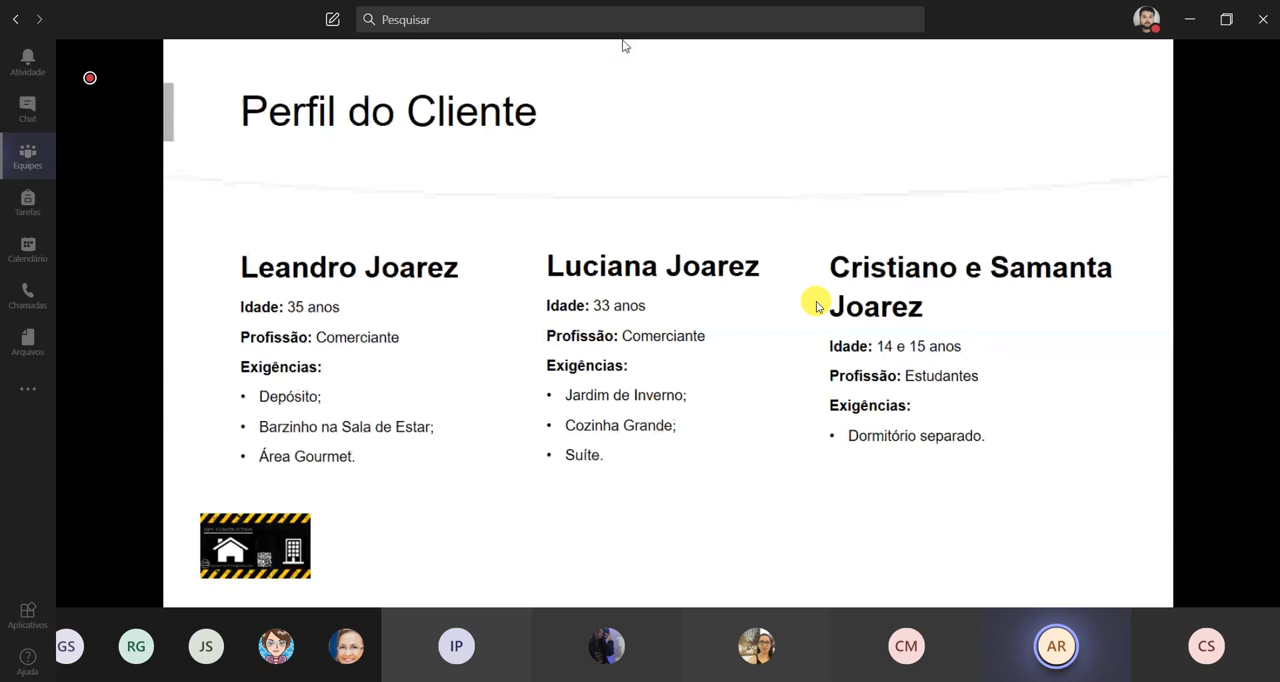 Pesquisar
Atividade
Chat
Equipes
Tarefas
Calendário
Chamadas
Arquivos
Aplicativos
Ajuda
Perfil do Cliente
Leandro Joarez
Idade: 35 anos
Profissão: Comerciante
Exigências:
• Depósito;
• Barzinho na Sala de Estar;
• Área Gourmet.
Luciana Joarez
Idade: 33 anos
Profissão: Comerciante
Exigências:
• Jardim de Inverno;
• Cozinha Grande;
• Suíte.
Cristiano e Samanta
Joarez
Idade: 14 e 15 anos
Profissão: Estudantes
Exigências:
• Dormitório separado.
GS
RG
JS
IP
CM
AR
CS